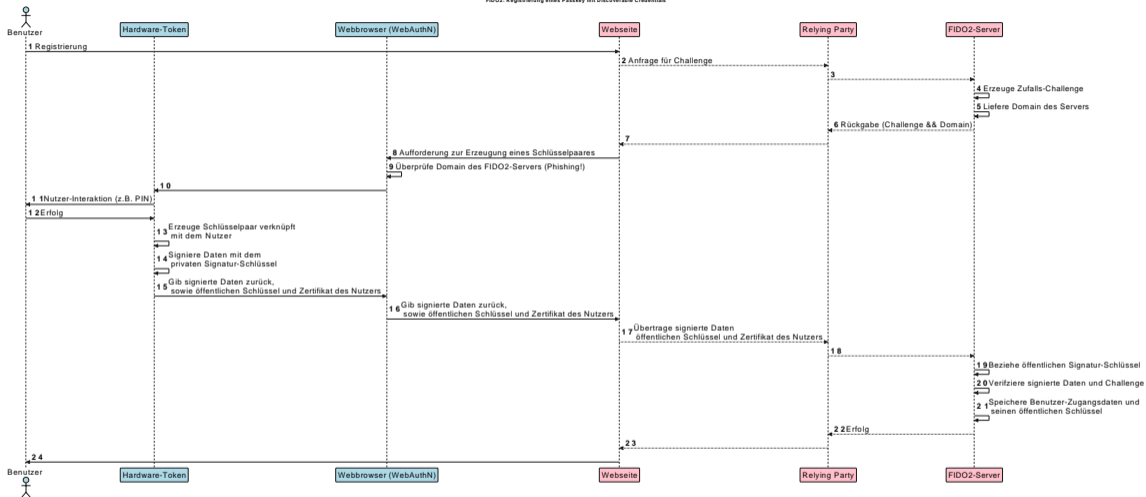 FIDO2: Registrierung eines Passkey mit Discoverable Credentials
Benutzer
Hardware-Token
Webbrowser (WebAuthN)
Webseite
Relying Party
FIDO2-Server
1 Registrierung
2 Anfrage für Challenge
3
4 Erzeuge Zufalls-Challenge
5 Liefere Domain des Servers
6 Rückgabe (Challenge && Domain)
7
8 Aufforderung zur Erzeugung eines Schlüsselpaares
9 Überprüfe Domain des FIDO2-Servers (Phishing!)
10
11 Nutzer-Interaktion (z.B. PIN)
12 Erfolg
13 Erzeuge Schlüsselpaar verknüpft
mit dem Nutzer
14 Signiere Daten mit dem
privaten Signatur-Schlüssel
15 Gib signierte Daten zurück,
sowie öffentlichen Schlüssel und Zertifikat des Nutzers
16 Gib signierte Daten zurück,
sowie öffentlichen Schlüssel und Zertifikat des Nutzers
17 Übertrage signierte Daten
öffentlichen Schlüssel und Zertifikat des Nutzers
18
19 Beziehe öffentlichen Signatur-Schlüssel
20 Verifziere signierte Daten und Challenge
21 Speichere Benutzer-Zugangsdaten und
seinen öffentlichen Schlüssel
22 Erfolg
23
24
Benutzer
Hardware-Token
Webbrowser (WebAuthN)
Webseite
Relying Party
FIDO2-Server